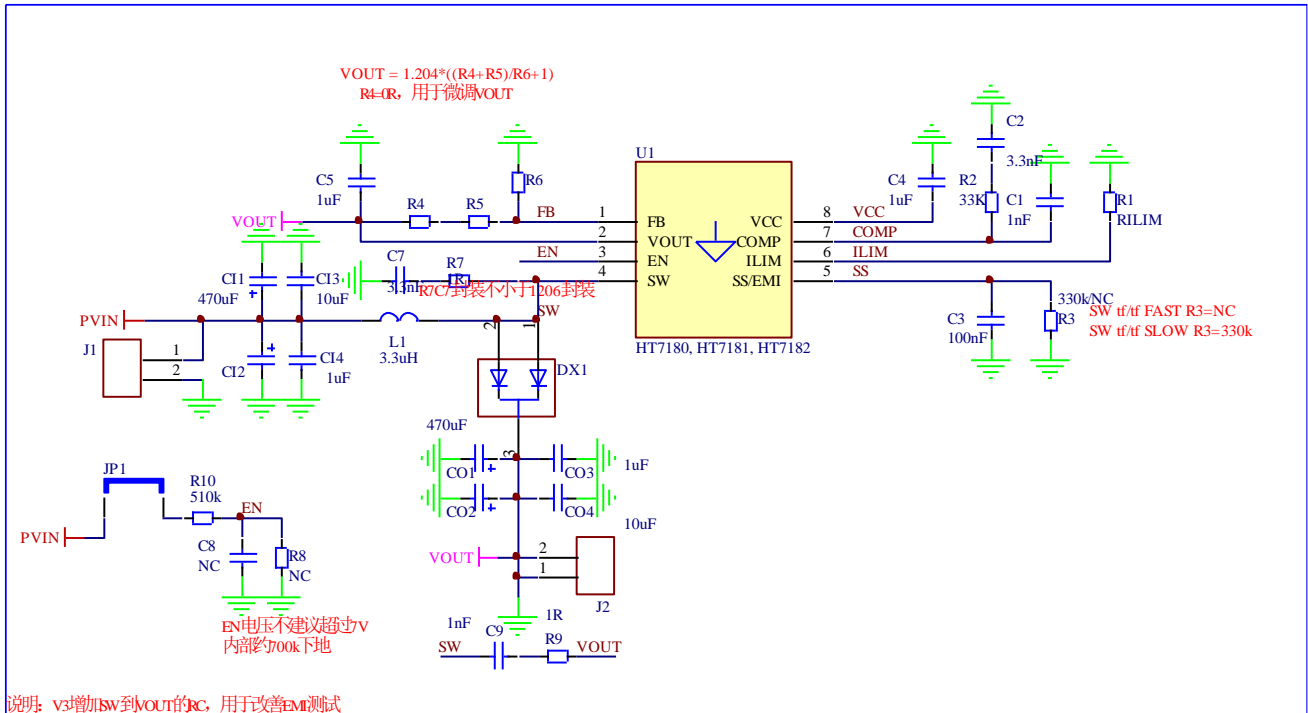 VOUT = 1.204*((R4+R5)/R6+1)
R4=0R，用于微调VOUT
C5
1uF
R6
VOUT
R4
R5
FB
EN
C7
3.3nF
R7
1R
R7C7封装不小于1206封装
SW
U1
1
FB
2
VOUT
3
EN
4
SW
VCC
8
VCC
COMP
7
COMP
ILIM
6
ILIM
SS/EMI
5
SS
HT7180, HT7181, HT7182
C4
1uF
C2
3.3nF
R2
33K
C1
1nF
R1
RILIM
C3
100nF
330k/NC
R3
SW tf/tf FAST R3=NC
SW tf/tf SLOW R3=330k
CI1
470uF
CI3
10uF
PVIN
J1
1
2
CI2
CI4
1uF
L1
3.3uH
2
1
DX1
3
470uF
CO1
CO3
1uF
CO2
CO4
10uF
VOUT
2
1
J2
1nF
SW
C9
1R
R9
VOUT
JP1
PVIN
R10
510k
EN
C8
NC
R8
NC
EN电压不建议超过7V
内部约700k下地
说明：V3增加SW到VOUT的RC，用于改善EMI测试